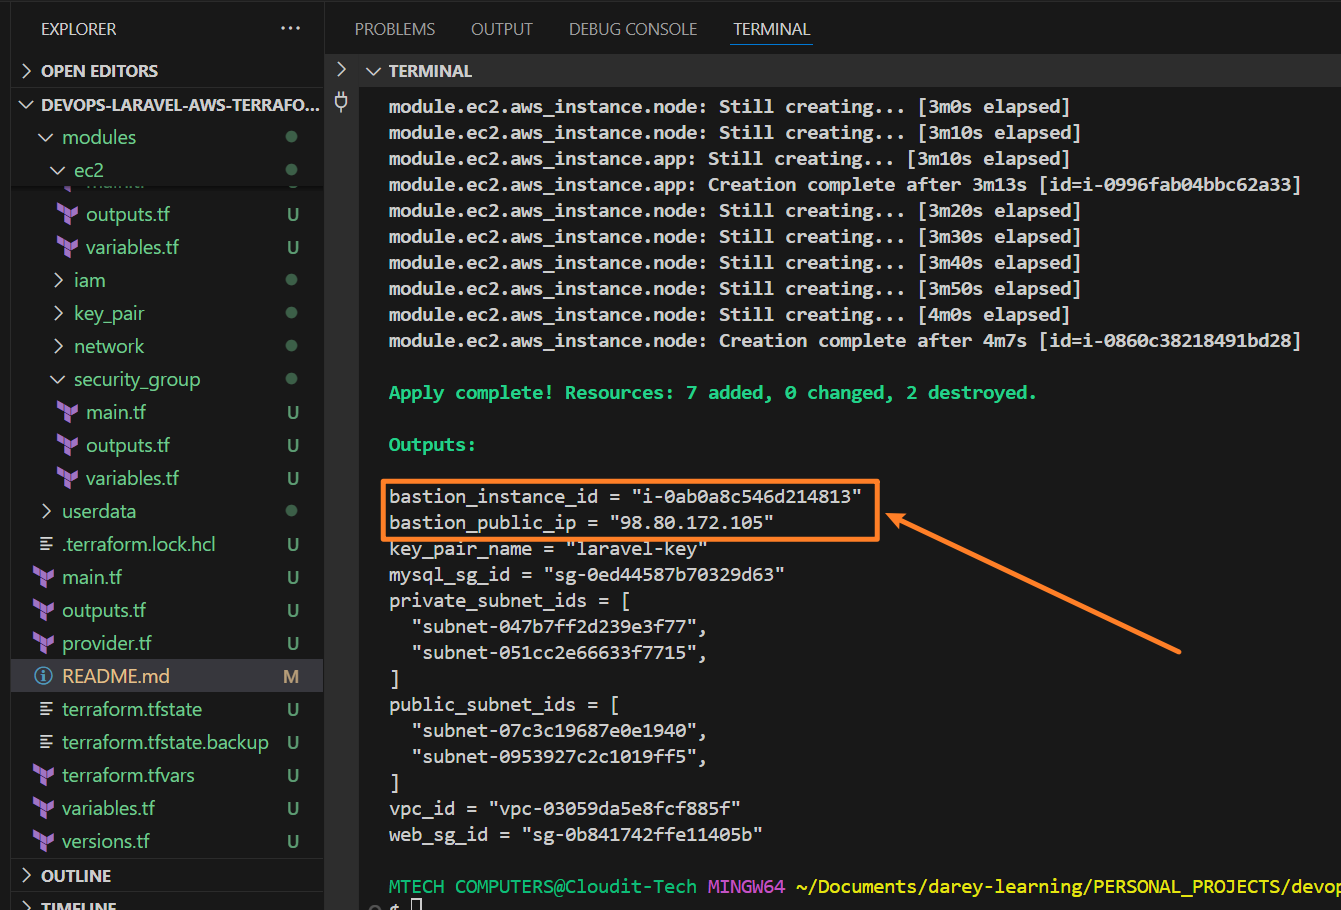 EXPLORER
OPEN EDITORS
DEVOPS-LARAVEL-AWS-TERRAFO...
modules
ec2
outputs.tf U
variables.tf U
iam
key_pair
network
security_group
main.tf U
outputs.tf U
variables.tf U
userdata
.terraform.lock.hcl U
main.tf U
outputs.tf U
provider.tf U
README.md M
terraform.tfstate U
terraform.tfstate.backup U
terraform.tfvars U
variables.tf U
versions.tf U
OUTLINE
TIMELINE
PROBLEMS OUTPUT DEBUG CONSOLE TERMINAL
TERMINAL
module.ec2.aws_instance.node: Still creating... [3m0s elapsed]
module.ec2.aws_instance.node: Still creating... [3m10s elapsed]
module.ec2.aws_instance.app: Still creating... [3m10s elapsed]
module.ec2.aws_instance.app: Creation complete after 3m13s [id=i-0996fab04bbc62a33]
module.ec2.aws_instance.node: Still creating... [3m20s elapsed]
module.ec2.aws_instance.node: Still creating... [3m30s elapsed]
module.ec2.aws_instance.node: Still creating... [3m40s elapsed]
module.ec2.aws_instance.node: Still creating... [3m50s elapsed]
module.ec2.aws_instance.node: Still creating... [4m0s elapsed]
module.ec2.aws_instance.node: Creation complete after 4m7s [id=i-0860c38218491bd28]
Apply complete! Resources: 7 added, 0 changed, 2 destroyed.
Outputs:
bastion_instance_id = "i-0ab0a8c546d214813"
bastion_public_ip = "98.80.172.105"
key_pair_name = "laravel-key"
mysql_sg_id = "sg-0ed44587b70329d63"
private_subnet_ids = [
"subnet-047b7ff2d239e3f77",
"subnet-051cc2e66633f7715",
]
public_subnet_ids = [
"subnet-07c3c19687e0e1940",
"subnet-0953927c2c1019ff5",
]
vpc_id = "vpc-03059da5e8fcf885f"
web_sg_id = "sg-0b841742ffe11405b"
MTECH COMPUTERS@Cloudit-Tech MINGW64 ~/Documents/darey-learning/PERSONAL_PROJECTS/devop
$